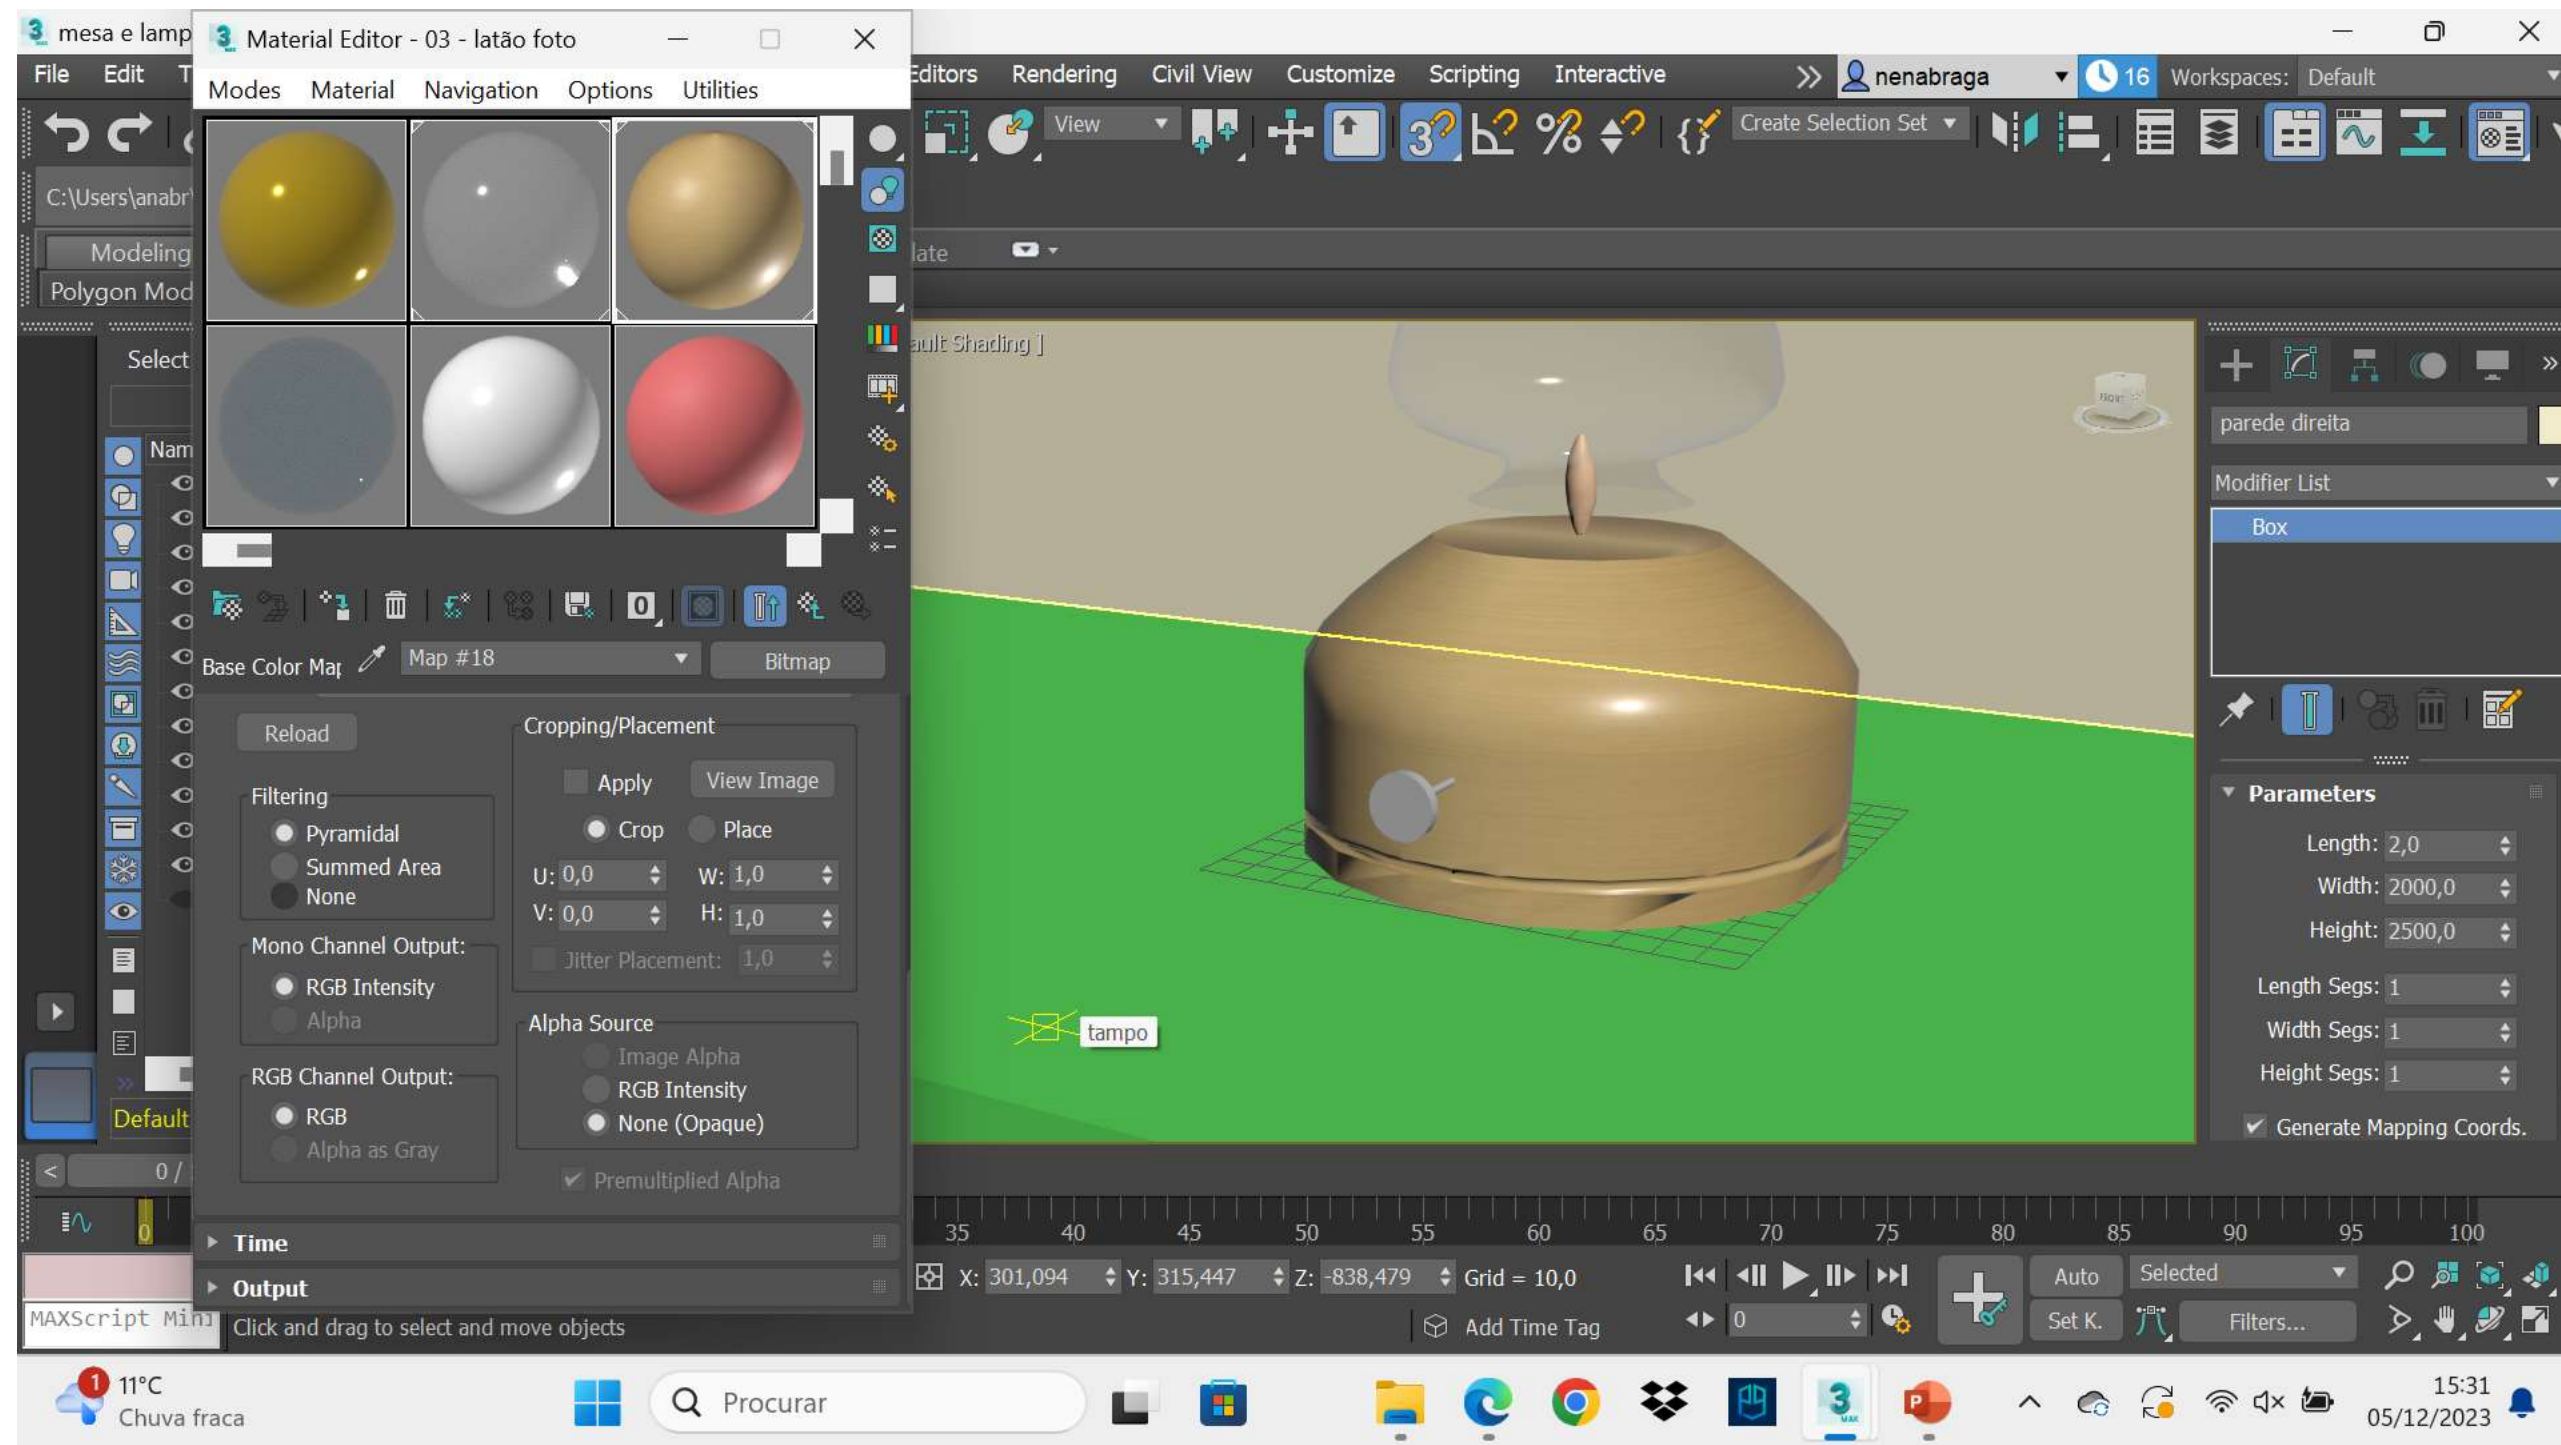 mesa e lamp
Material Editor - 03 - latão foto
File Edit T
Editors Rendering Civil View Customize Scripting Interactive
nenabraga
16
Workspaces: Default
Modes Material Navigation Options Utilities
View
Create Selection Set
C:\Users\anabr
Modeling
late
Polygon Mod
Select
ault Shading ]
FRONT
parede direita
Nam
Modifier List
Box
Base Color Map
Map #18
Bitmap
Reload
Cropping/Placement
Apply
View Image
Filtering
Pyramidal
Summed Area
None
Crop
Place
U: 0,0
W: 1,0
V: 0,0
H: 1,0
Jitter Placement: 1,0
Mono Channel Output:
RGB Intensity
Alpha
Alpha Source
Image Alpha
RGB Intensity
None (Opaque)
RGB Channel Output:
RGB
Alpha as Gray
Premultiplied Alpha
Time
Output
Parameters
Length: 2,0
Width: 2000,0
Height: 2500,0
Length Segs: 1
Width Segs: 1
Height Segs: 1
Generate Mapping Coords.
tampo
Default
0 /
0
35 40 45 50 55 60 65 70 75 80 85 90 95 100
X: 301,094 Y: 315,447 Z: -838,479 Grid = 10,0
Auto
Selected
MAXScript Mini
Click and drag to select and move objects
Add Time Tag
0
Set K.
Filters...
1
11°C
Chuva fraca
Procurar
15:31
05/12/2023